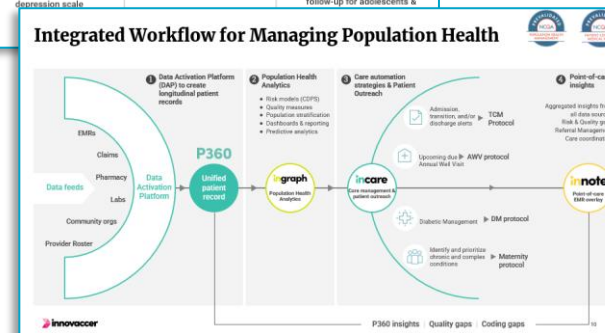 depression scale
follow-up for adolescents &
Integrated Workflow for Managing Population Health
NCQA
NCQA
1 Data Activation Platform
(DAP) to create
longitudinal patient
records
2 Population Health
Analytics
Risk models (CDPS)
Quality measures
Population stratification
Dashboards & reporting
Predictive analytics
3 Care automation
strategies & Patient
Outreach
4 Point-of-ca
insights
Aggregated insights fr
all data sourc
Risk & Quality g
Referral Managem
Care coordinat
EMRs
Claims
Pharmacy
Labs
Community orgs
Provider Roster
Data feeds
Data
Activation
Platform
P360
Unified
patient
record
ingraph
Population Health
Analytics
incare
Care management &
patient outreach
Admission,
transition, and/or
discharge alerts
TCM
Protocol
Upcoming due
Annual Well Visit
AWV protocol
Diabetic Management
DM protocol
Identify and prioritize
chronic and complex
conditions
Maternity
protocol
innote
Point-of-care
EMR overlay
P360 insights | Quality gaps | Coding gaps
innovaccer